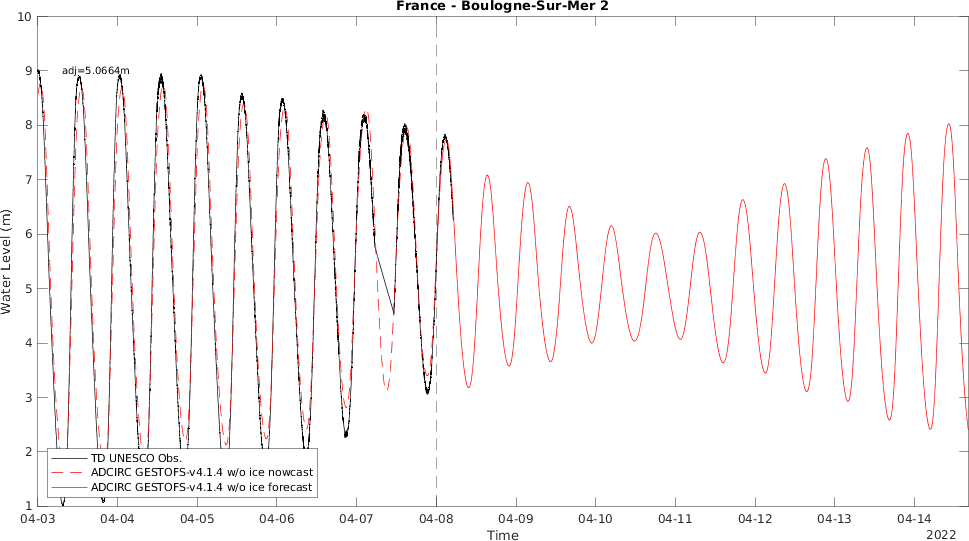 France - Boulogne-Sur-Mer 2
10
9
8
7
6
5
4
3
2
1
Water Level (m)
adj=5.0664m
TD UNESCO Obs.
ADCIRC GESTOFS-v4.1.4 w/o ice nowcast
ADCIRC GESTOFS-v4.1.4 w/o ice forecast
04-03 04-04 04-05 04-06 04-07 04-08 04-09 04-10 04-11 04-12 04-13 04-14
Time
2022